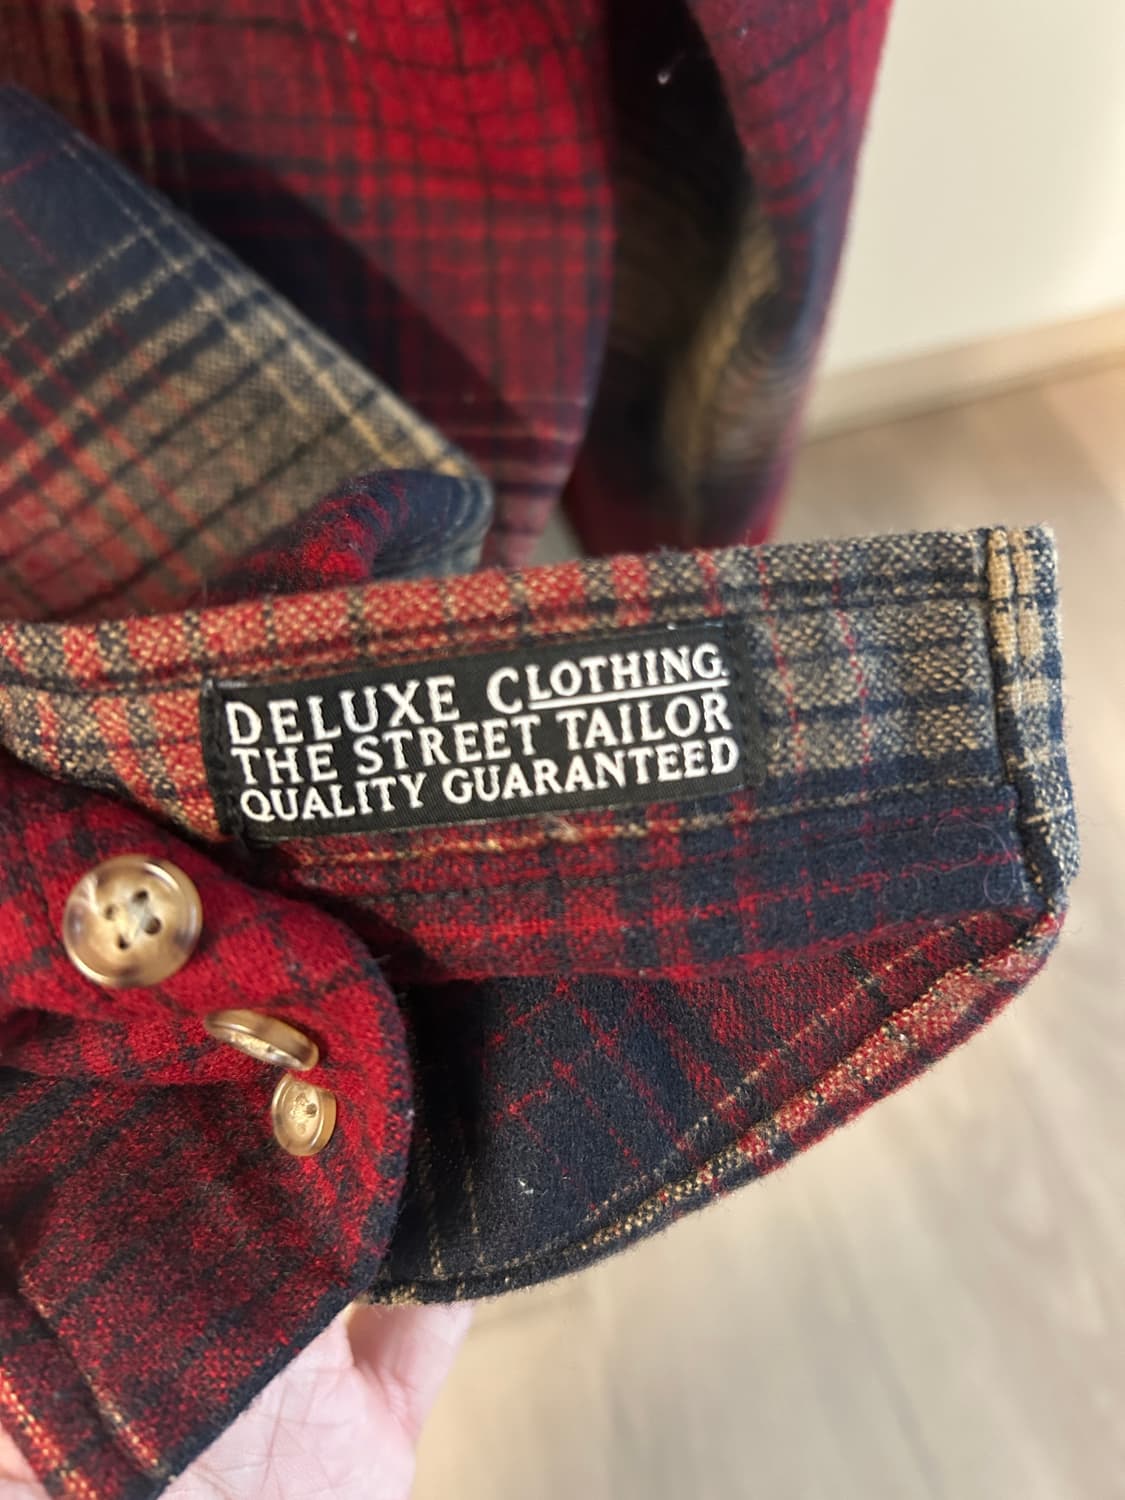 DELUXE CLOTHING.
THE STREET TAILOR
QUALITY GUARANTEED